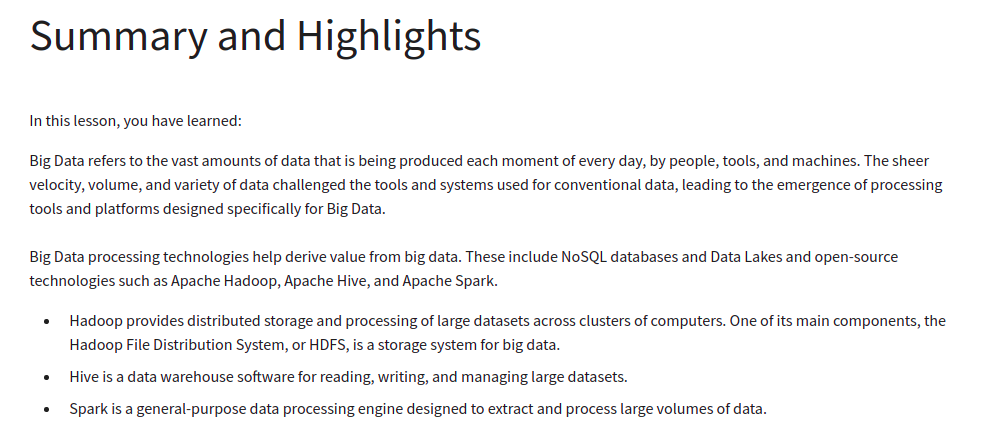 Summary and Highlights
In this lesson, you have learned:
Big Data refers to the vast amounts of data that is being produced each moment of every day, by people, tools, and machines. The sheer
velocity, volume, and variety of data challenged the tools and systems used for conventional data, leading to the emergence of processing
tools and platforms designed specifically for Big Data.
Big Data processing technologies help derive value from big data. These include NoSQL databases and Data Lakes and open-source
technologies such as Apache Hadoop, Apache Hive, and Apache Spark.
• Hadoop provides distributed storage and processing of large datasets across clusters of computers. One of its main components, the
Hadoop File Distribution System, or HDFS, is a storage system for big data.
• Hive is a data warehouse software for reading, writing, and managing large datasets.
• Spark is a general-purpose data processing engine designed to extract and process large volumes of data.